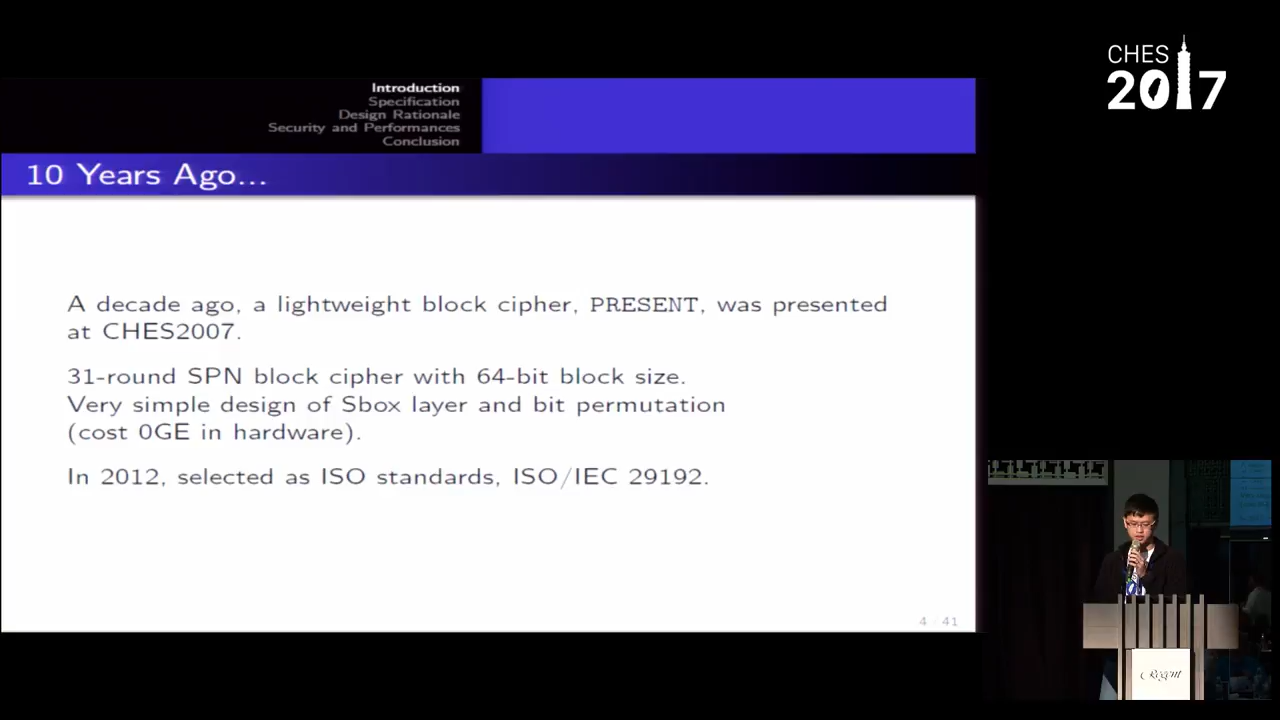 CHES
2017
Introduction
Specification
Design Rationale
Security and Performances
Conclusion
10 Years Ago...
A decade ago, a lightweight block cipher, PRESENT, was presented
at CHES2007.
31-round SPN block cipher with 64-bit block size.
Very simple design of Sbox layer and bit permutation
(cost 0GE in hardware).
In 2012, selected as ISO standards, ISO/IEC 29192.
4 / 41
Regent